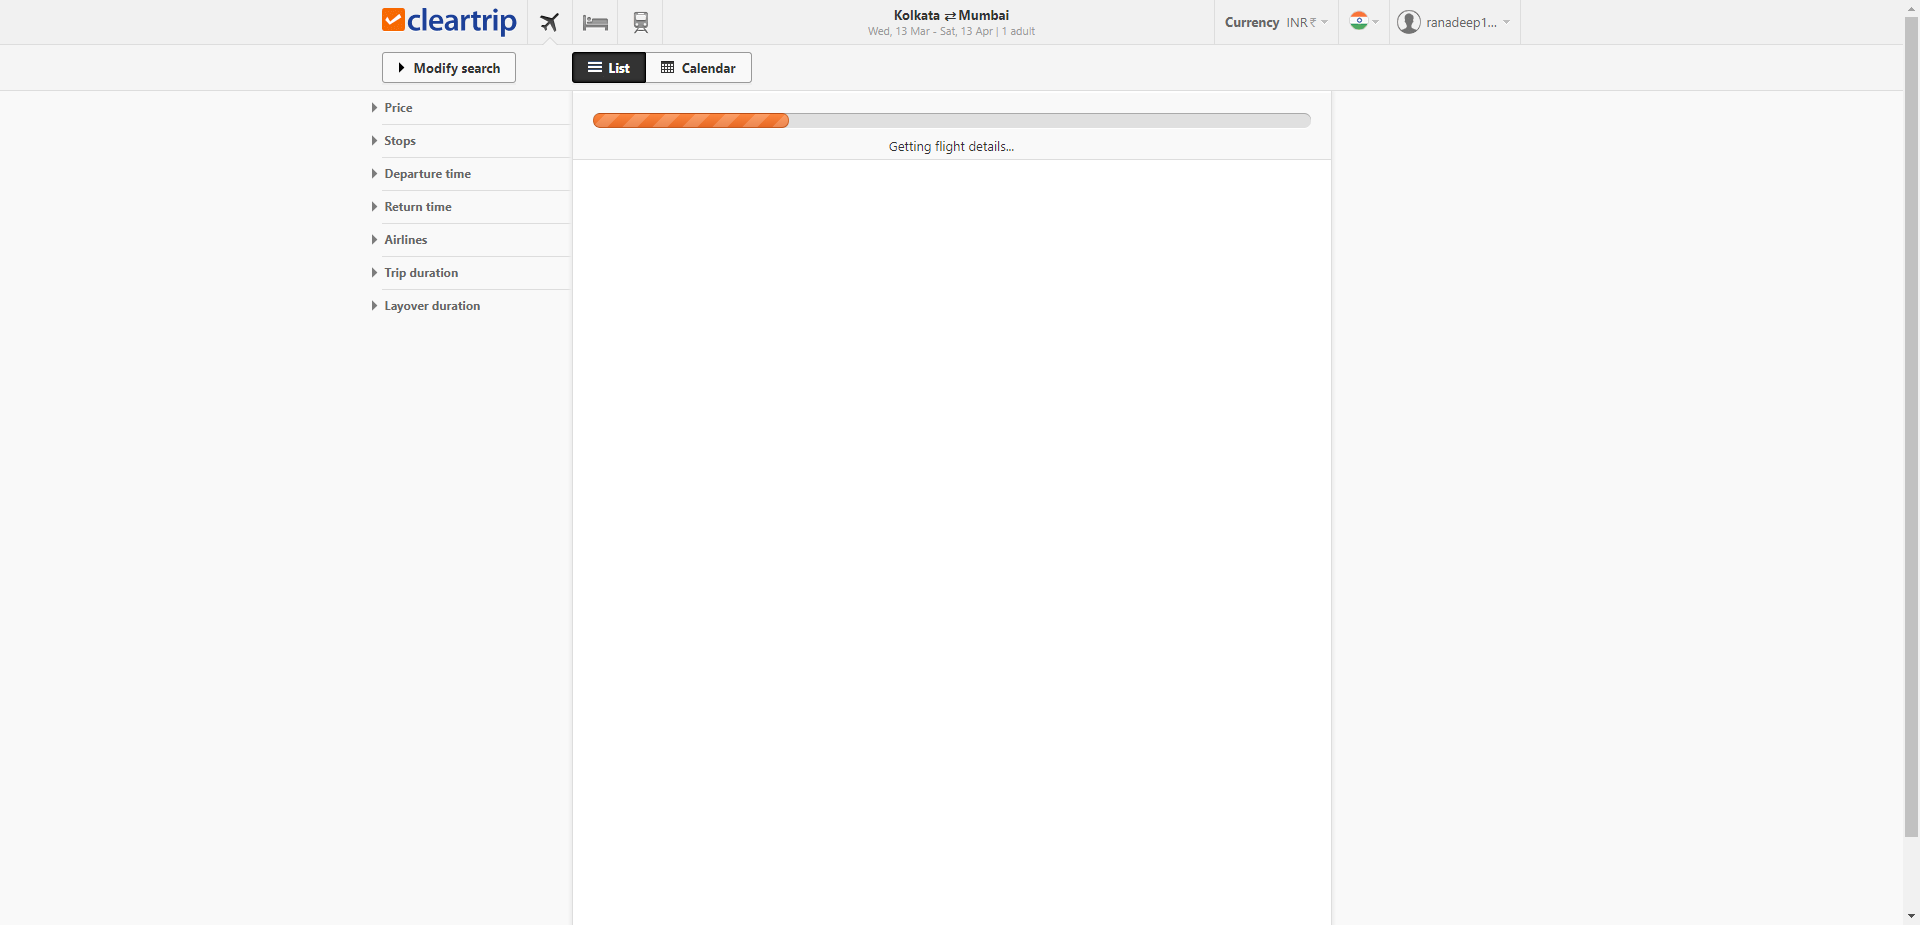 cleartrip
Kolkata ⇄ Mumbai
Wed, 13 Mar - Sat, 13 Apr | 1 adult
Currency INR ₹
ranadeep1...
Modify search
List
Calendar
Price
Stops
Departure time
Return time
Airlines
Trip duration
Layover duration
Getting flight details...